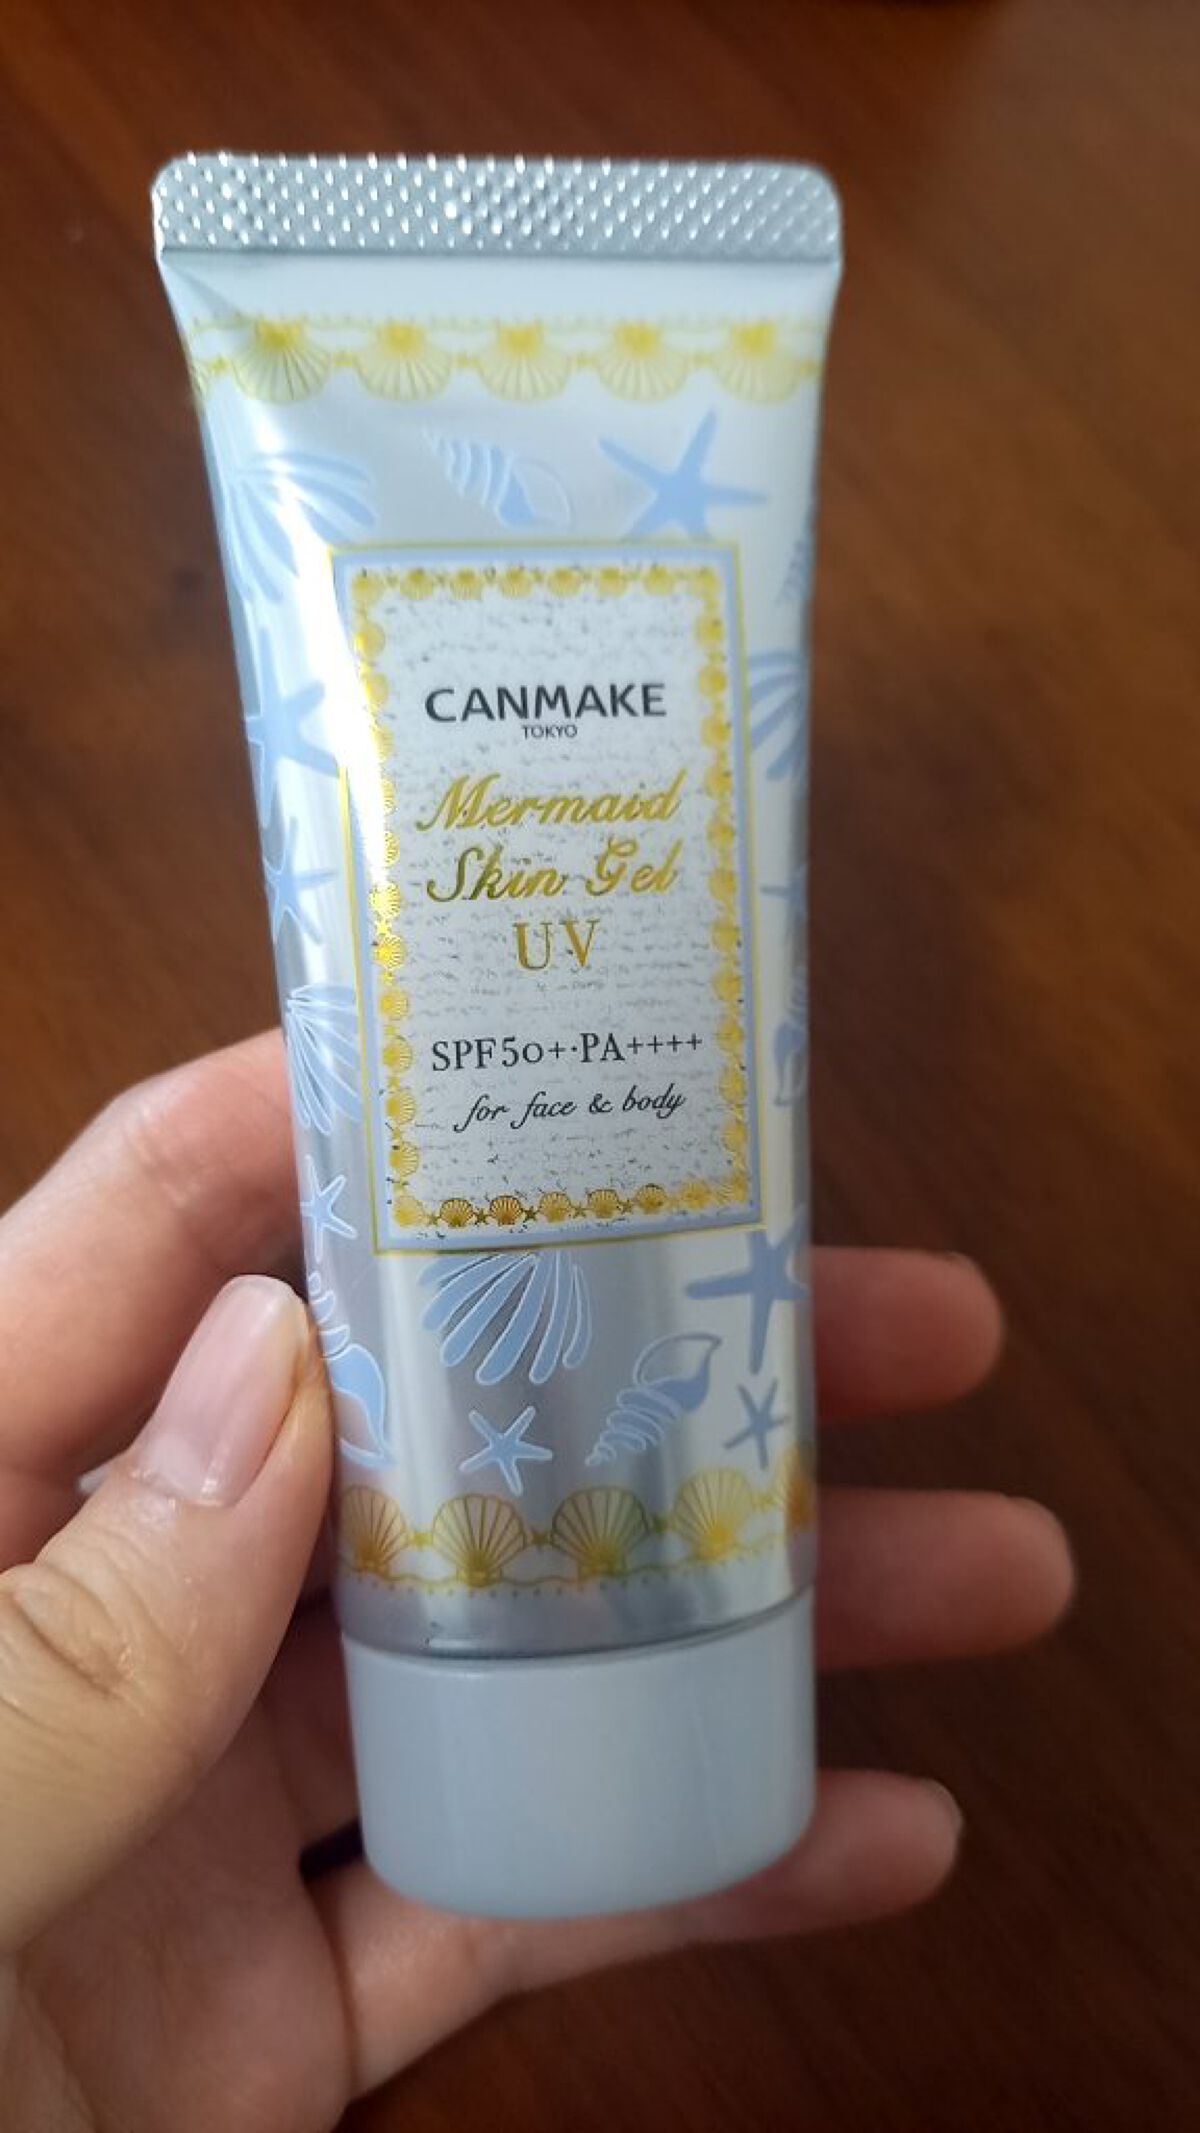 CANMAKE
TOKYO
Mermaid
Skin Gel
UV
SPF50+·PA++++
for face & body